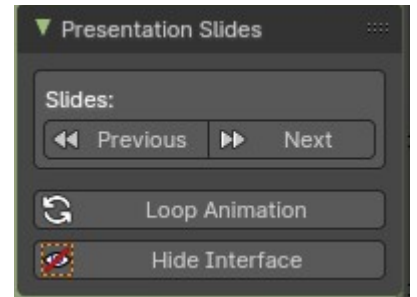 Presentation Slides
Slides:
Previous Next
Loop Animation
Hide Interface